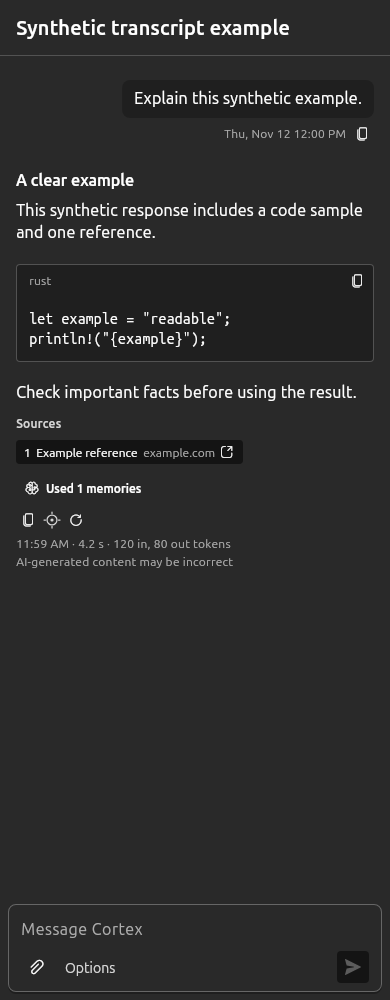 Synthetic transcript example
Explain this synthetic example.
Thu, Nov 12 12:00 PM
A clear example
This synthetic response includes a code sample
and one reference.
rust
let example = "readable";
println!("{example}");
Check important facts before using the result.
Sources
1 Example reference example.com
Used 1 memories
11:59 AM · 4.2 s · 120 in, 80 out tokens
AI-generated content may be incorrect
Message Cortex
Options